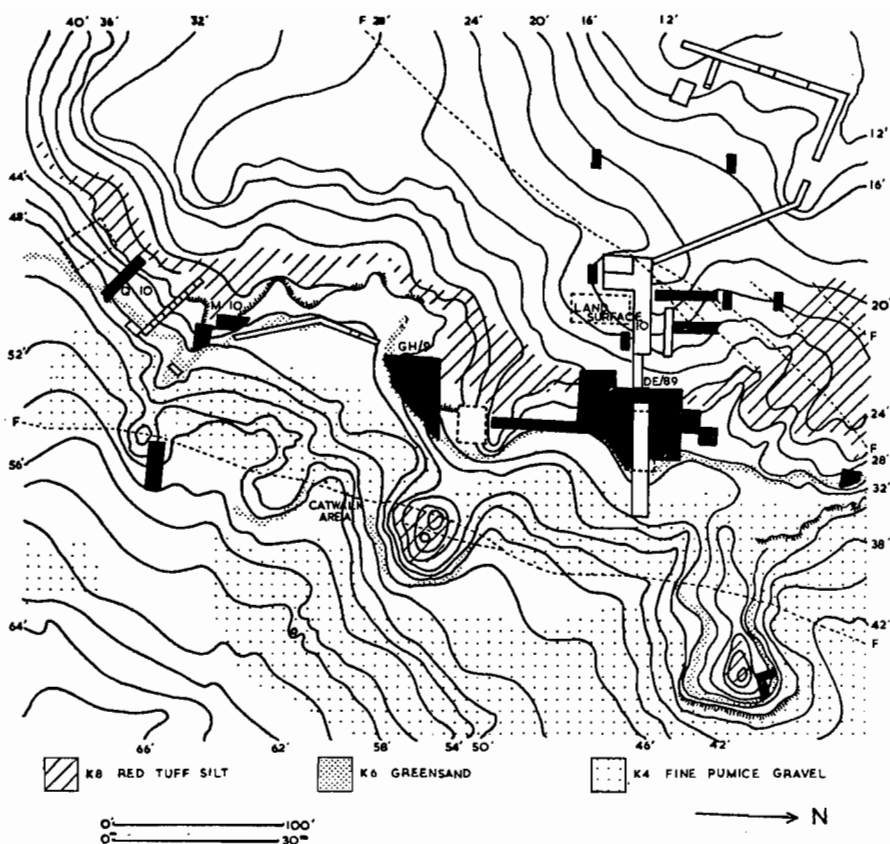 40' 36' 32' F 28' 24' 20' 16' 12'
12'
44'
16'
48'
Q 10
M 10
LAND
SURFACE
10
20'
F
52'
GH/9
DE/89
24'
F
F
28'
56'
32'
CATWALK
AREA
38'
64'
42'
F
66' 62' 58' 54' 50' 46' 42'
K8 RED TUFF SILT K6 GREENSAND K4 FINE PUMICE GRAVEL
N
0' 100'
0m 30m